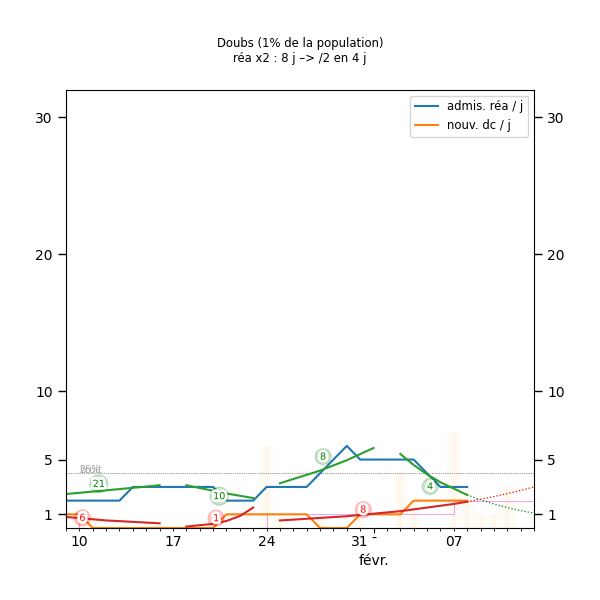 Doubs (1% de la population)
réa x2 : 8 j –> /2 en 4 j
admis. réa / j
nouv. dc / j
30 30
20 20
10 10
5 5
1 1
21
10
8
4
6
1
8
10 17 24 31 07
févr.